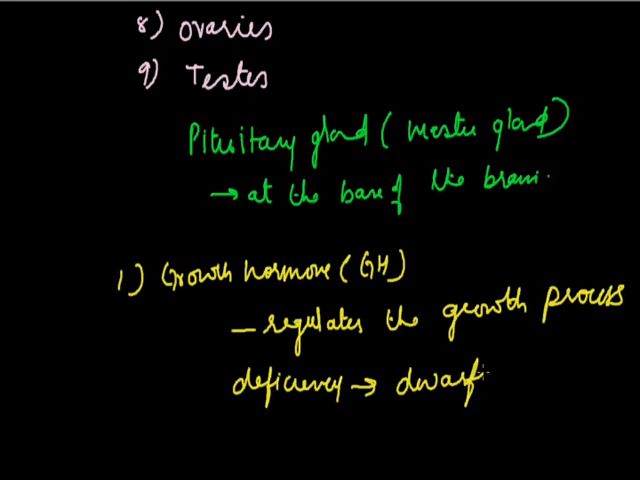 8) Ovaries
9) Testes
Pituitary gland ( Master gland)
→ at the base of the brain.
1) Growth hormone ( GH)
– regulates the growth process
deficiency → dwarfi